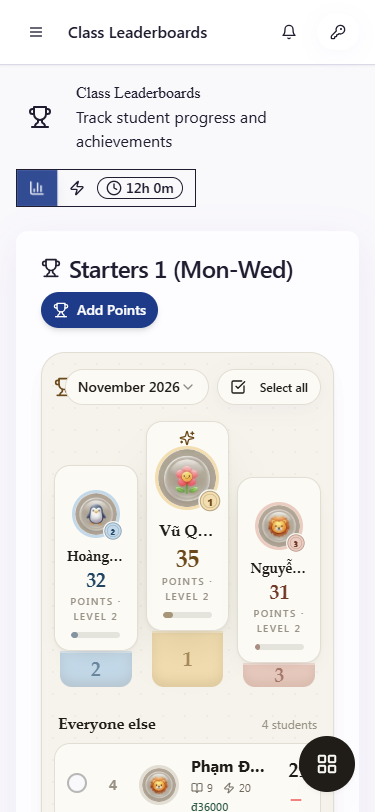 Class Leaderboards
Class Leaderboards
Track student progress and
achievements
12h 0m
Starters 1 (Mon-Wed)
Add Points
November 2026
Select all
1
Vũ Q...
35
POINTS ·
LEVEL 2
1
2
Hoàng...
32
POINTS ·
LEVEL 2
2
3
Nguyễ...
31
POINTS ·
LEVEL 2
3
Everyone else
4 students
4
Phạm Đ...
9
20
đ36000